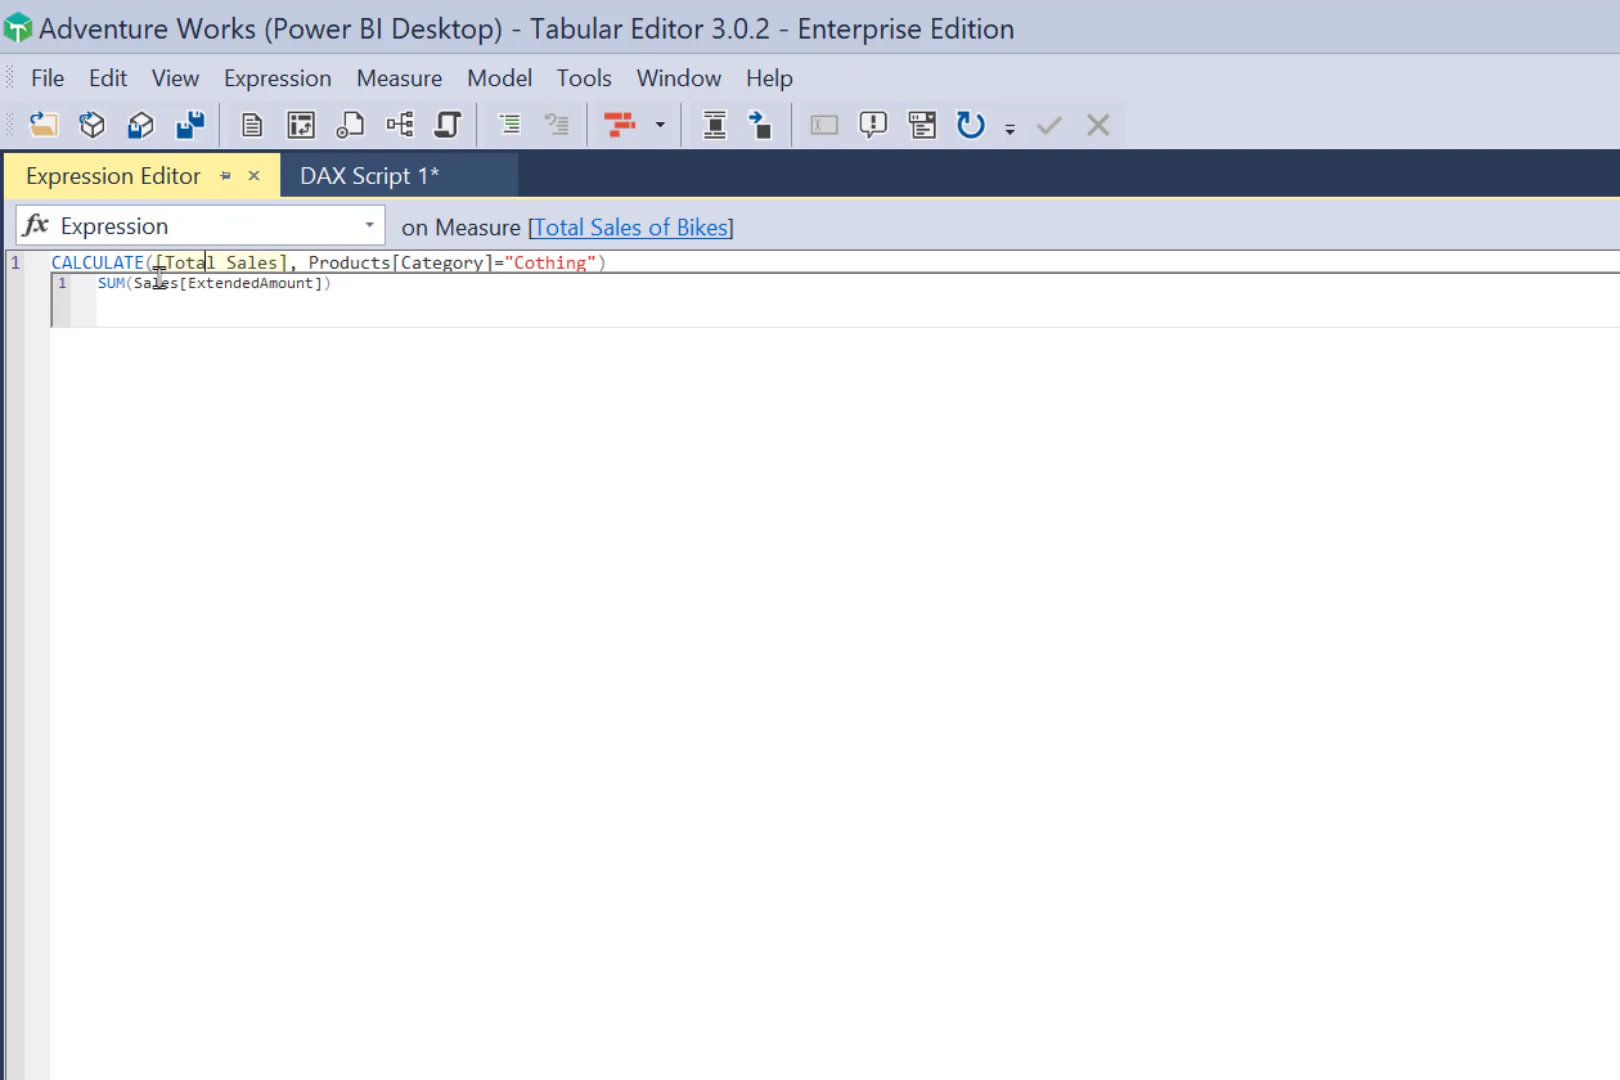 Adventure Works (Power BI Desktop) - Tabular Editor 3.0.2 - Enterprise Edition
File Edit View Expression Measure Model Tools Window Help
Expression Editor DAX Script 1*
fx Expression on Measure [Total Sales of Bikes]
1 CALCULATE([Total Sales], Products[Category]="Cothing")
1 SUM(Sales[ExtendedAmount])